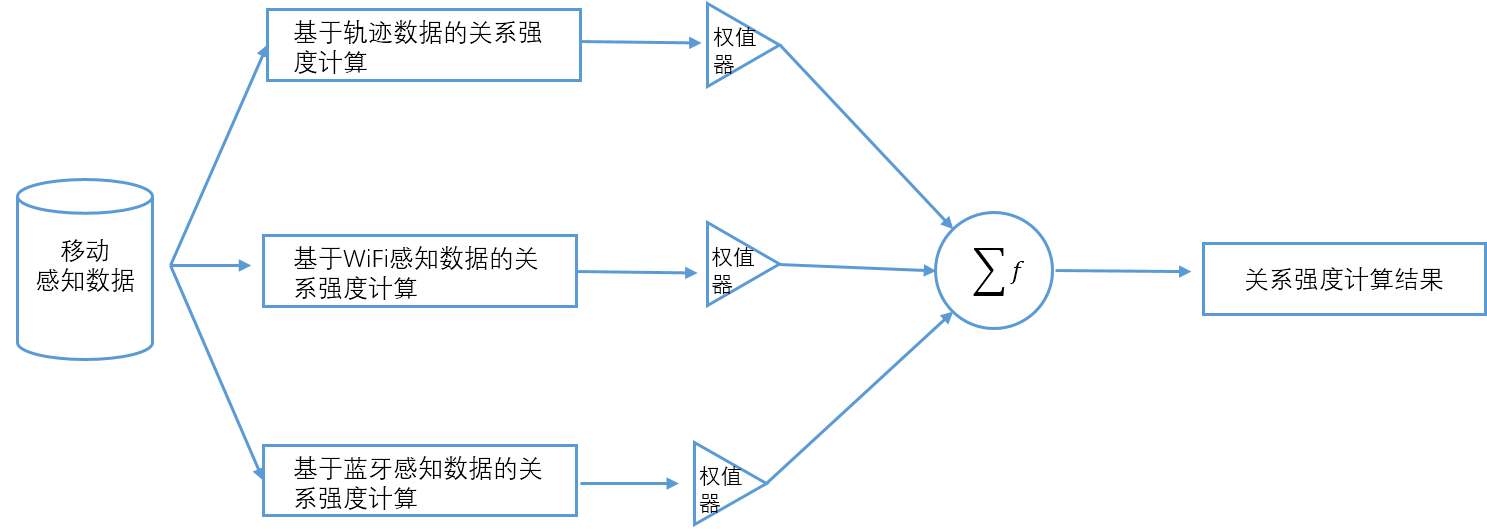 移动
感知数据
基于轨迹数据的关系强
度计算
权值
器
基于WiFi感知数据的关
系强度计算
权值
器
基于蓝牙感知数据的关
系强度计算
权值
器
∑f
关系强度计算结果